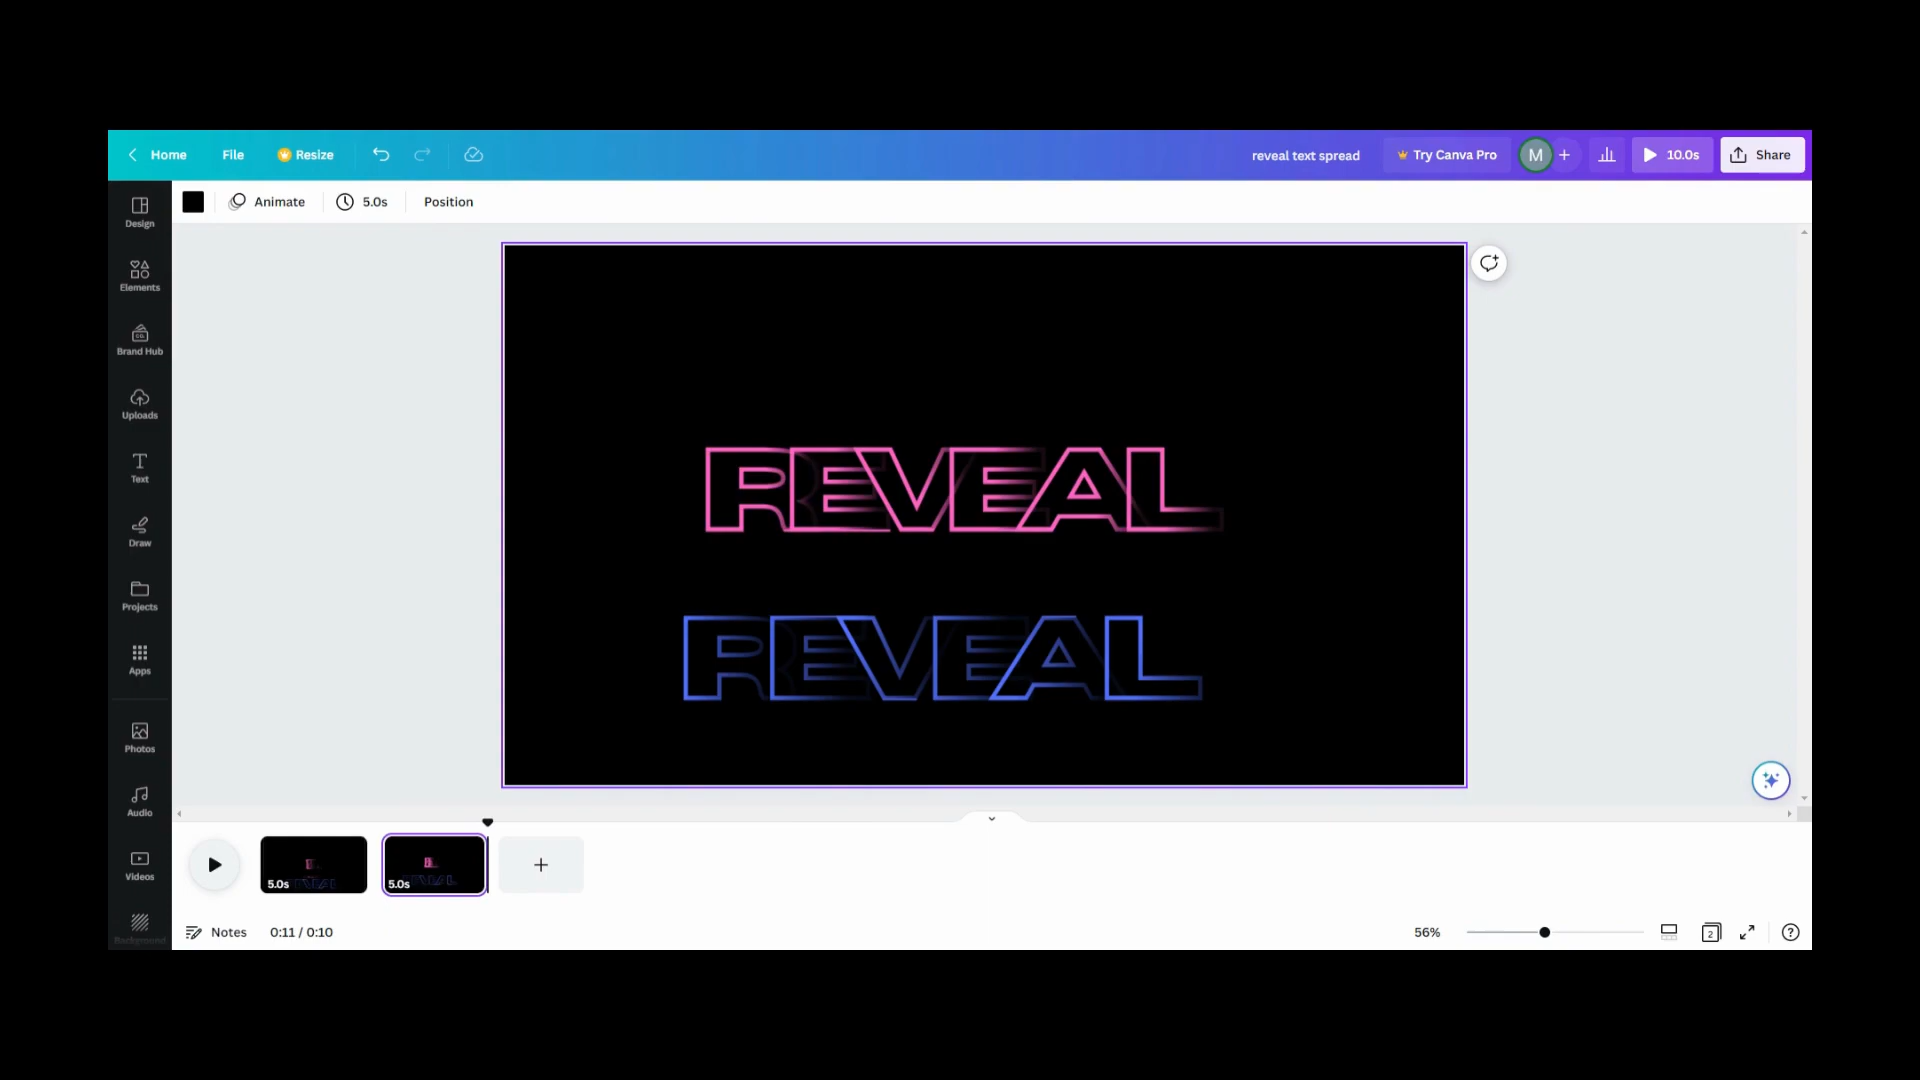 Home File Resize reveal text spread Try Canva Pro M 10.0s Share
Animate 5.0s Position
Design
Elements
Brand Hub
Uploads
Text
Draw
Projects
Apps
Photos
Audio
Videos
Background
REVEAL
REVEAL
5.0s 5.0s
Notes 0:11 / 0:10 56% 2 ?